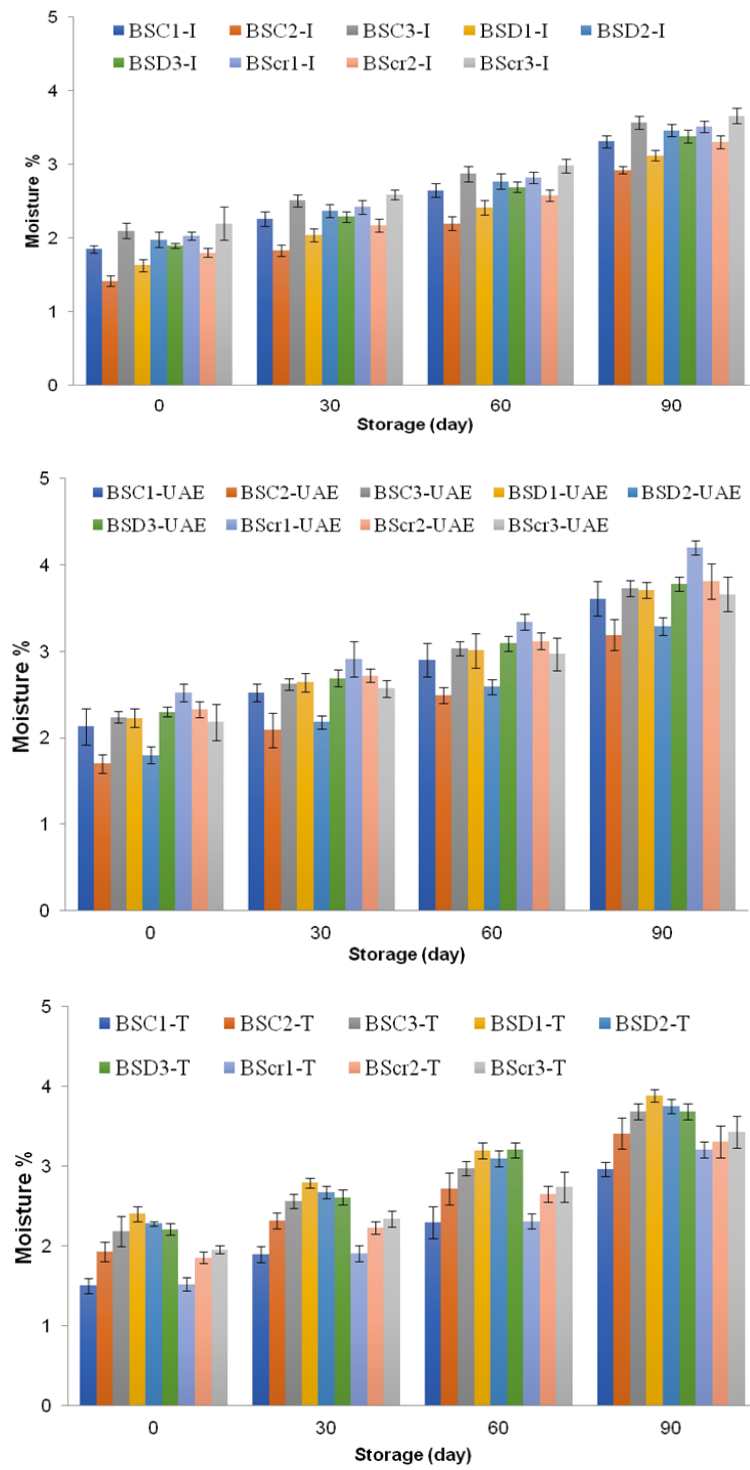 5
BSC1-I BSC2-I BSC3-I BSD1-I BSD2-I
BSD3-I BScr1-I BScr2-I BScr3-I
4
3
Moisture %
2
1
0
0 30 60 90
Storage (day)
5
BSC1-UAE BSC2-UAE BSC3-UAE BSD1-UAE BSD2-UAE
BSD3-UAE BScr1-UAE BScr2-UAE BScr3-UAE
4
3
Moisture %
2
1
0
0 30 60 90
Storage (day)
5
BSC1-T BSC2-T BSC3-T BSD1-T BSD2-T
BSD3-T BScr1-T BScr2-T BScr3-T
4
3
Moisture %
2
1
0
0 30 60 90
Storage (day)